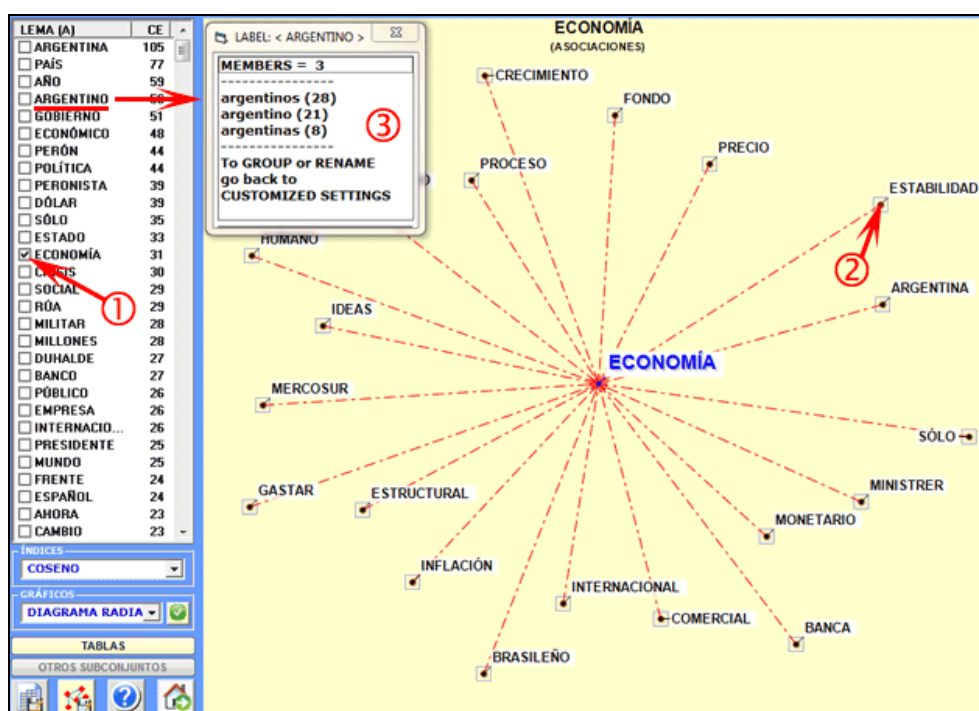 LEMA (A) CE
ARGENTINA 105
PAÍS 77
AÑO 59
ARGENTINO
GOBIERNO 51
ECONÓMICO 48
PERÓN 44
POLÍTICA 44
PERONISTA 39
DÓLAR 39
SÓLO 35
ESTADO 33
ECONOMÍA 31
CRISIS 30
SOCIAL 29
RÚA 29
MILITAR 28
MILLONES 28
DUHALDE 27
BANCO 27
PÚBLICO 26
EMPRESA 26
INTERNACIO... 26
PRESIDENTE 25
MUNDO 25
FRENTE 24
ESPAÑOL 24
AHORA 23
CAMBIO 23
1
ÍNDICES
COSENO
GRÁFICOS
DIAGRAMA RADIA
TABLAS
OTROS SUBCONJUNTOS
LABEL: < ARGENTINO >
MEMBERS = 3
----------------
argentinos (28)
argentino (21)
argentinas (8)
----------------
To GROUP or RENAME
go back to
CUSTOMIZED SETTINGS
3
ECONOMÍA
(ASOCIACIONES)
CRECIMIENTO
FONDO
PRECIO
PROCESO
ESTABILIDAD
2
HUMANO
ARGENTINA
IDEAS
ECONOMÍA
MERCOSUR
SÓLO
GASTAR
ESTRUCTURAL
MINISTRER
MONETARIO
INFLACIÓN
INTERNACIONAL
COMERCIAL
BANCA
BRASILEÑO